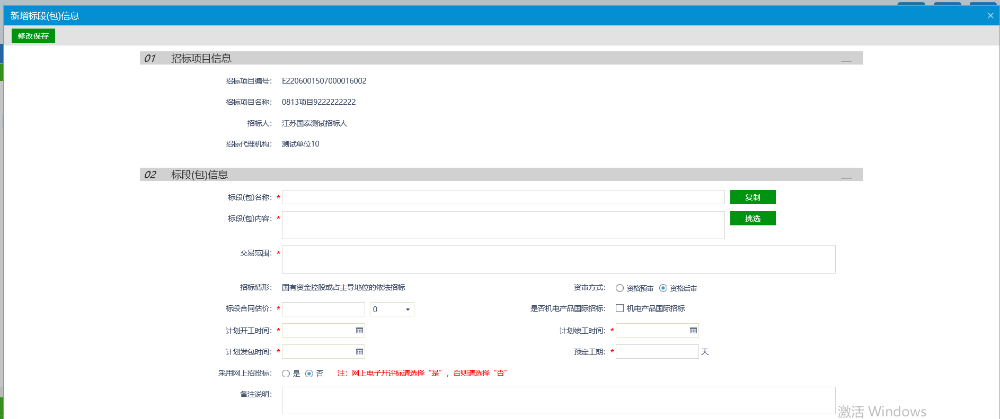 新增标段(包)信息
修改保存
01 招标项目信息
招标项目编号： E2206001507000016002
招标项目名称： 0813项目9222222222
招标人： 江苏国泰测试招标人
招标代理机构： 测试单位10
02 标段(包)信息
标段(包)名称：* 复制
标段(包)内容：* 挑选
交易范围：*
招标情形： 国有资金控股或占主导地位的依法招标 资审方式： 资格预审 资格后审
标段合同估价：* 0 是否机电产品国际招标： 机电产品国际招标
计划开工时间：* 计划竣工时间：*
计划发包时间：* 预定工期：* 天
采用网上招投标： 是 否 注：网上电子开评标请选择“是”，否则请选择“否”
备注说明：
激活 Windows